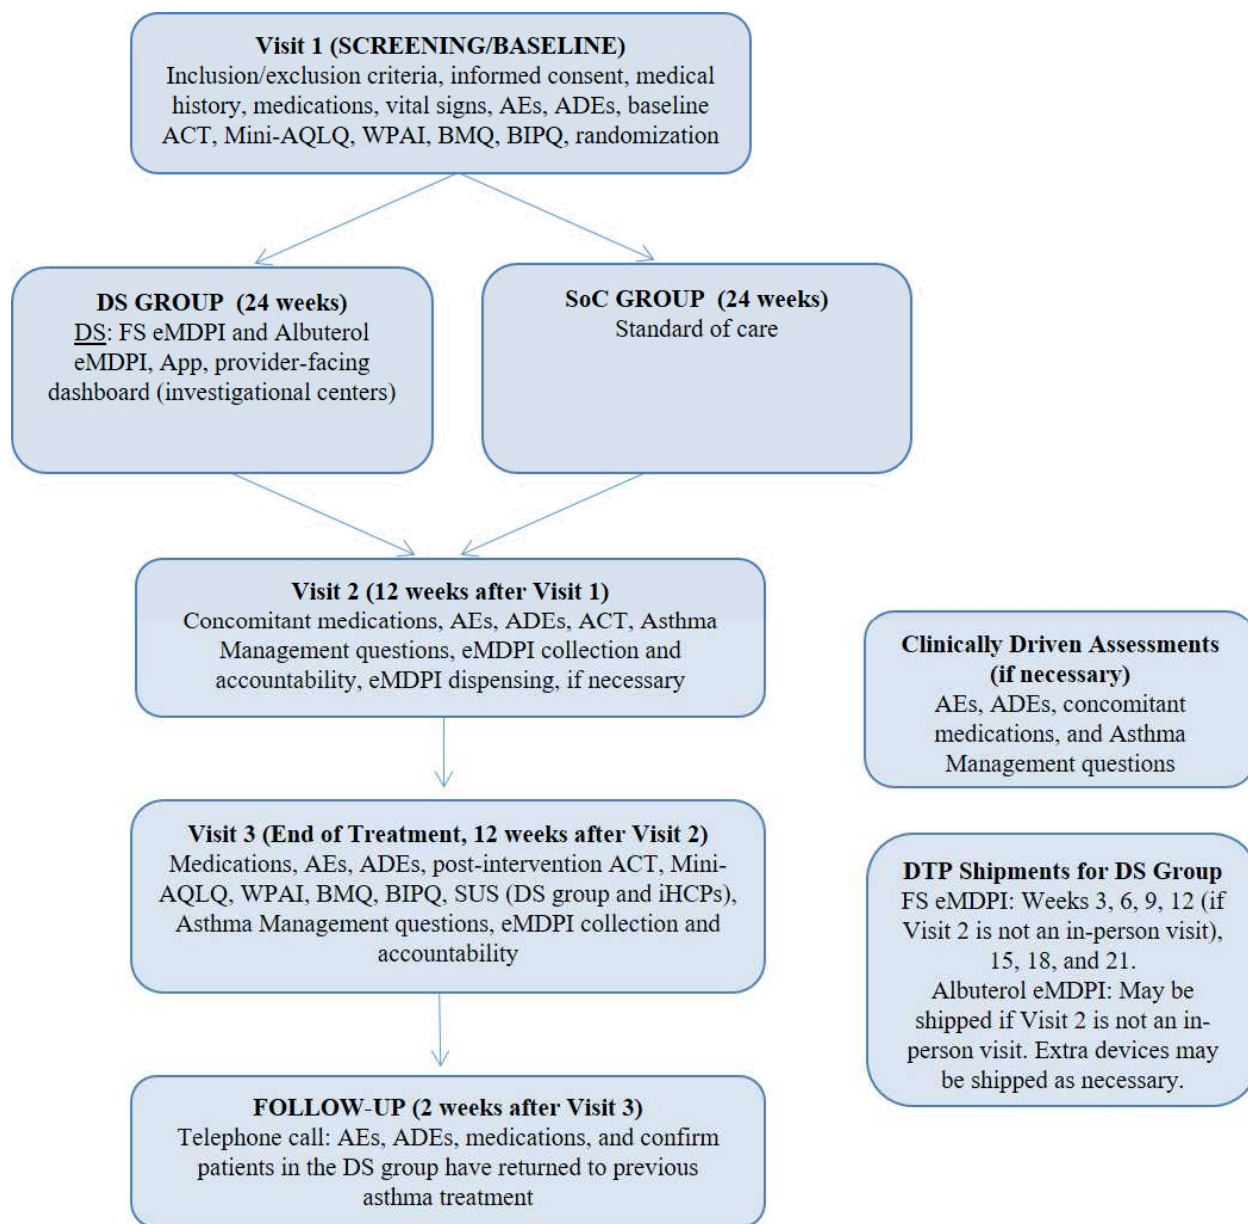 Visit 1 (SCREENING/BASELINE)
Inclusion/exclusion criteria, informed consent, medical
history, medications, vital signs, AEs, ADEs, baseline
ACT, Mini-AQLQ, WPAI, BMQ, BIPQ, randomization
DS GROUP (24 weeks)
DS: FS eMDPI and Albuterol
eMDPI, App, provider-facing
dashboard (investigational centers)
SoC GROUP (24 weeks)
Standard of care
Visit 2 (12 weeks after Visit 1)
Concomitant medications, AEs, ADEs, ACT, Asthma
Management questions, eMDPI collection and
accountability, eMDPI dispensing, if necessary
Clinically Driven Assessments
(if necessary)
AEs, ADEs, concomitant
medications, and Asthma
Management questions
Visit 3 (End of Treatment, 12 weeks after Visit 2)
Medications, AEs, ADEs, post-intervention ACT, Mini-
AQLQ, WPAI, BMQ, BIPQ, SUS (DS group and iHCPs),
Asthma Management questions, eMDPI collection and
accountability
DTP Shipments for DS Group
FS eMDPI: Weeks 3, 6, 9, 12 (if
Visit 2 is not an in-person visit),
15, 18, and 21.
Albuterol eMDPI: May be
shipped if Visit 2 is not an in-
person visit. Extra devices may
be shipped as necessary.
FOLLOW-UP (2 weeks after Visit 3)
Telephone call: AEs, ADEs, medications, and confirm
patients in the DS group have returned to previous
asthma treatment